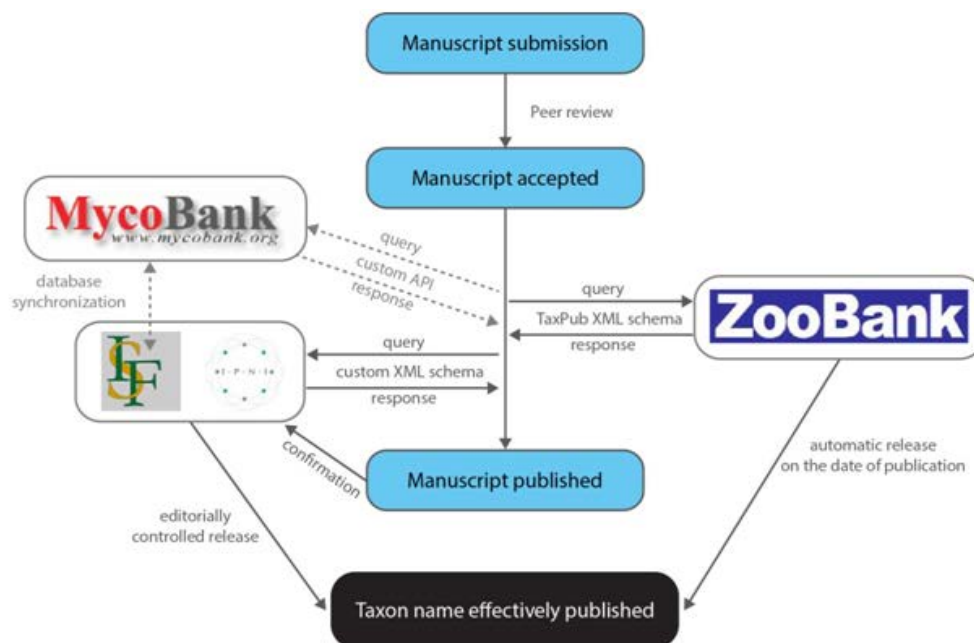 Manuscript submission
Peer review
Manuscript accepted
MycoBank
www.mycobank.org
query
custom API
response
database
synchronization
query
TaxPub XML schema
response
ZooBank
ISF
I·P·N·I
query
custom XML schema
response
confirmation
Manuscript published
automatic release
on the date of publication
editorially
controlled release
Taxon name effectively published